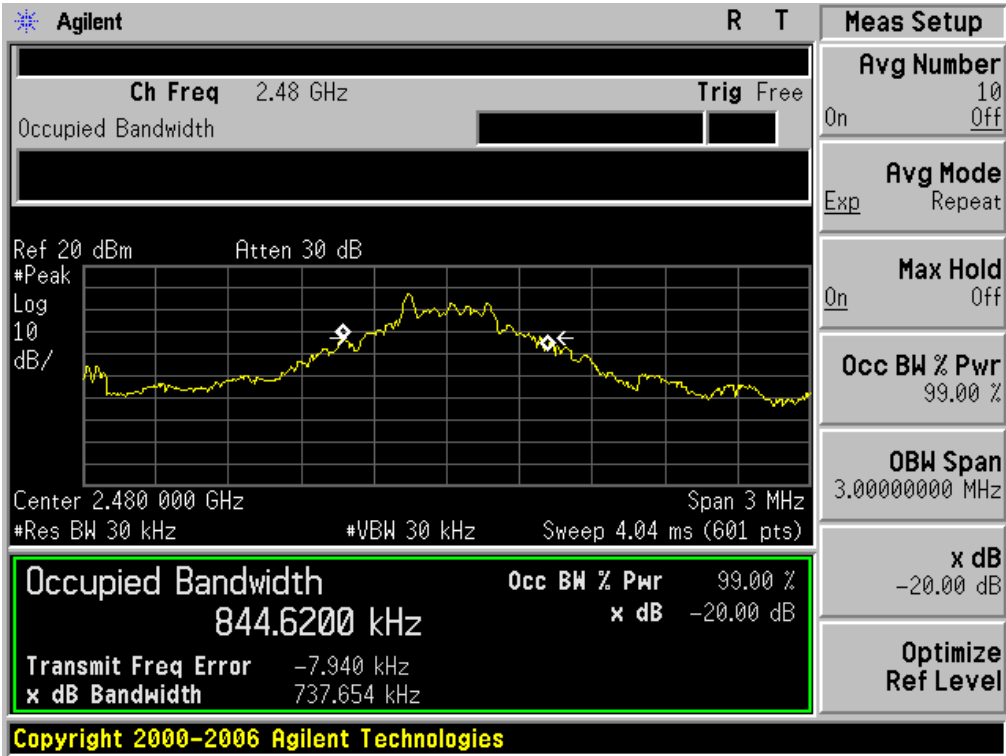 Agilent R T
Ch Freq 2.48 GHz Trig Free
Occupied Bandwidth
Ref 20 dBm Atten 30 dB
#Peak
Log
10
dB/
Center 2.480 000 GHz Span 3 MHz
#Res BW 30 kHz #VBW 30 kHz Sweep 4.04 ms (601 pts)
Occupied Bandwidth
844.6200 kHz
Occ BW % Pwr 99.00 %
x dB -20.00 dB
Transmit Freq Error -7.940 kHz
x dB Bandwidth 737.654 kHz
Copyright 2000-2006 Agilent Technologies
Meas Setup
Avg Number
10
On Off
Avg Mode
Exp Repeat
Max Hold
On Off
Occ BW % Pwr
99.00 %
OBW Span
3.00000000 MHz
x dB
-20.00 dB
Optimize
Ref Level